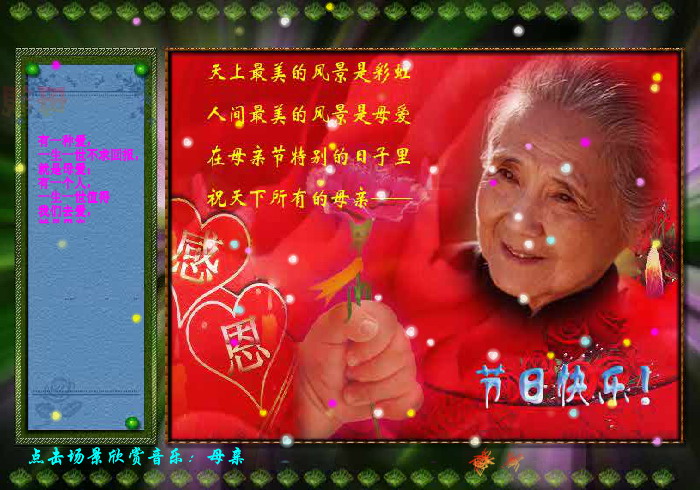 天上最美的风景是彩虹
人间最美的风景是母爱
在母亲节特别的日子里
祝天下所有的母亲——
有一种爱，
一生一世不求回报，
就是母爱；
有一个人，
一生一世值得
我们去爱，
感
恩
节日快乐！
点击场景欣赏音乐：母亲